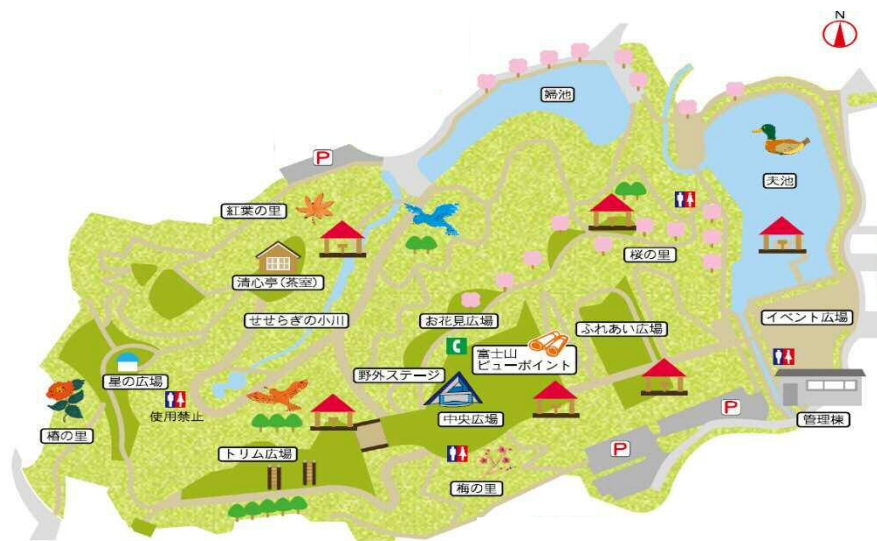 N
婦池
P
夫池
紅葉の里
桜の里
清心亭(茶室)
せせらぎの小川
お花見広場
ふれあい広場
イベント広場
富士山
ビューポイント
星の広場
野外ステージ
使用禁止
中央広場
椿の里
P
管理棟
トリム広場
P
梅の里